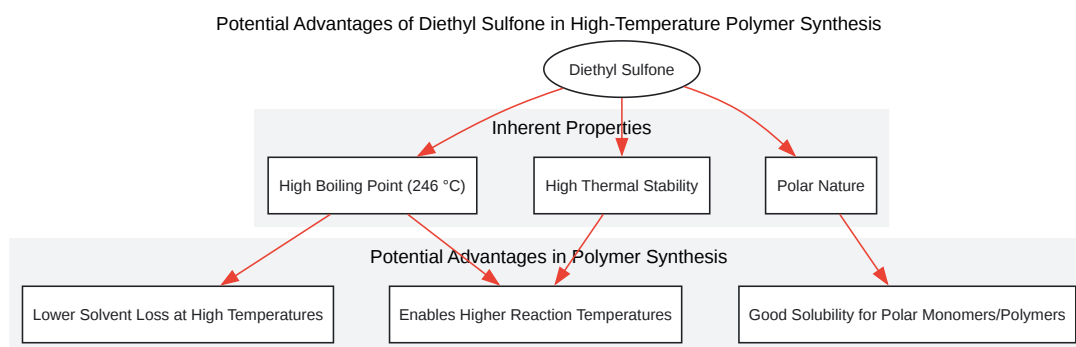 Potential Advantages of Diethyl Sulfone in High-Temperature Polymer Synthesis
Diethyl Sulfone
Inherent Properties
High Boiling Point (246 °C)
High Thermal Stability
Polar Nature
Potential Advantages in Polymer Synthesis
Lower Solvent Loss at High Temperatures
Enables Higher Reaction Temperatures
Good Solubility for Polar Monomers/Polymers